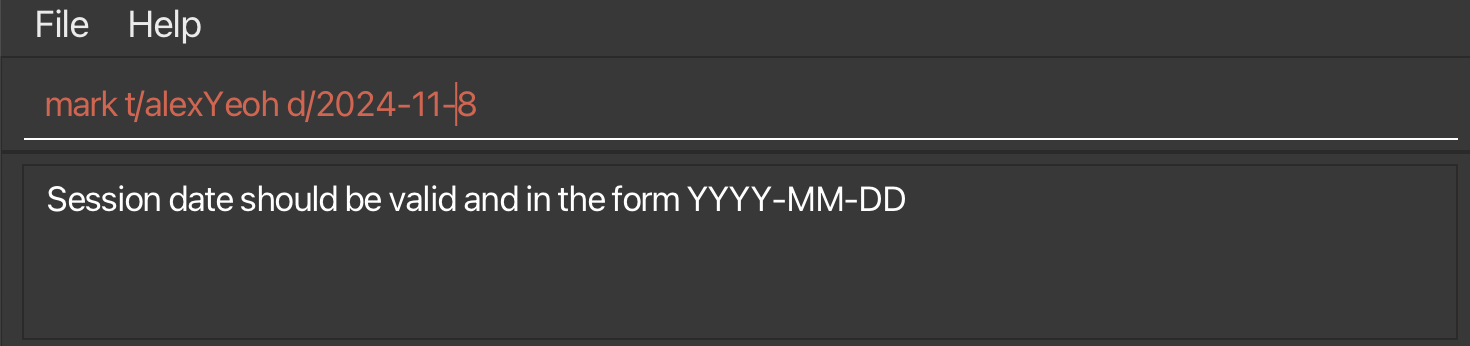 File Help
mark t/alexYeoh d/2024-11-8
Session date should be valid and in the form YYYY-MM-DD